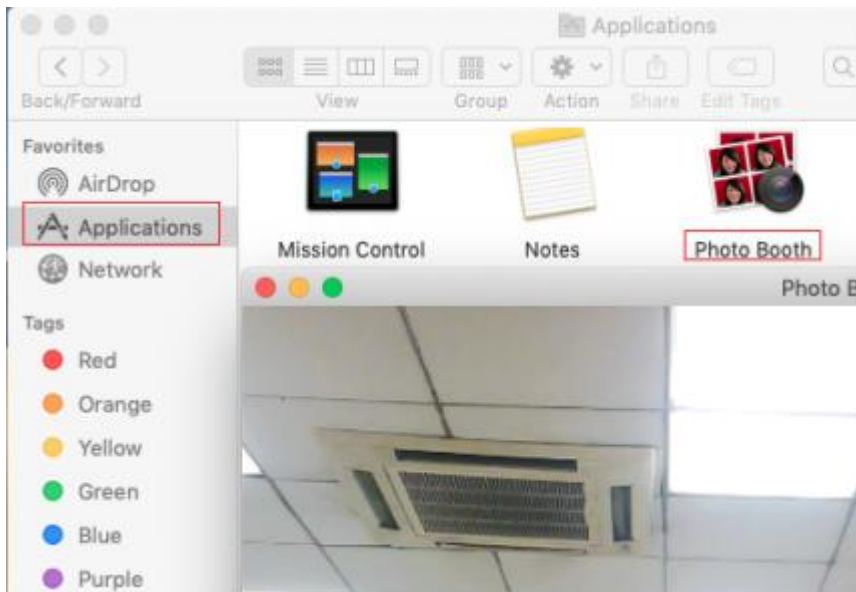 Applications
Back/Forward View Group Action Share Edit Tags
Favorites
AirDrop
Applications
Network
Tags
Red
Orange
Yellow
Green
Blue
Purple
Mission Control Notes Photo Booth
Photo B